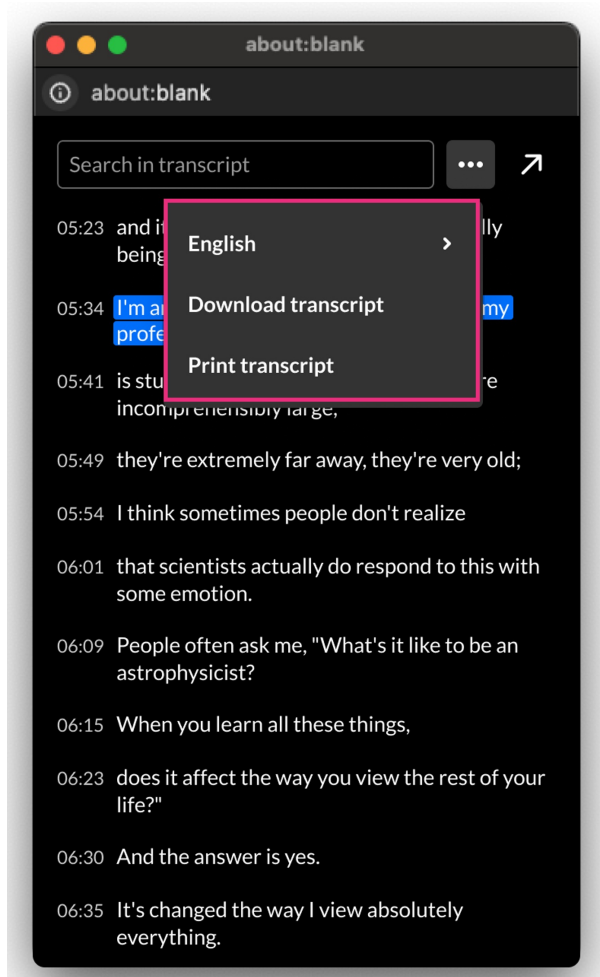 about:blank
about:blank
Search in transcript
English
Download transcript
Print transcript
05:23 and lly
being
05:34 I'm my
profe
05:41 is stu re
incomprehensibly large,
05:49 they're extremely far away, they're very old;
05:54 I think sometimes people don't realize
06:01 that scientists actually do respond to this with
some emotion.
06:09 People often ask me, "What's it like to be an
astrophysicist?
06:15 When you learn all these things,
06:23 does it affect the way you view the rest of your
life?"
06:30 And the answer is yes.
06:35 It's changed the way I view absolutely
everything.